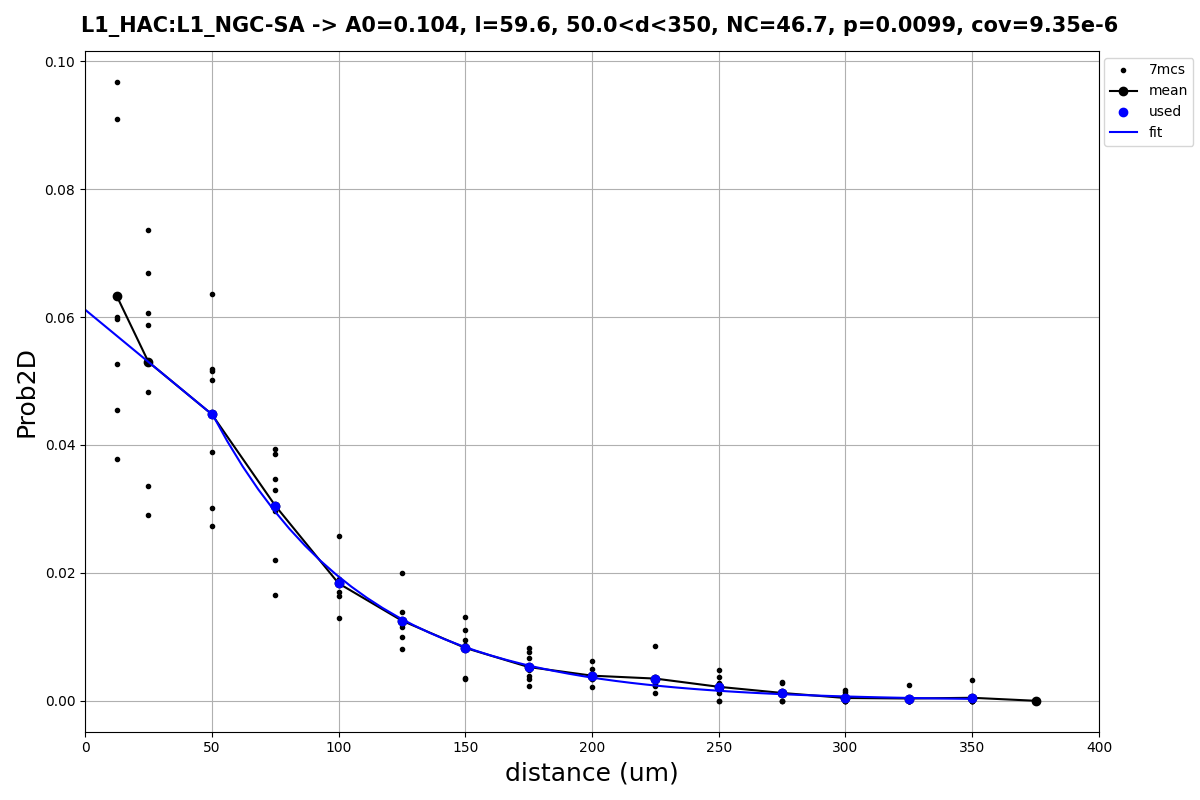 L1_HAC:L1_NGC-SA -> A0=0.104, l=59.6, 50.0<d<350, NC=46.7, p=0.0099, cov=9.35e-6
0.10
0.08
0.06
0.04
0.02
0.00
Prob2D
0
50
100
150
200
250
300
350
400
distance (um)
7mcs
mean
used
fit